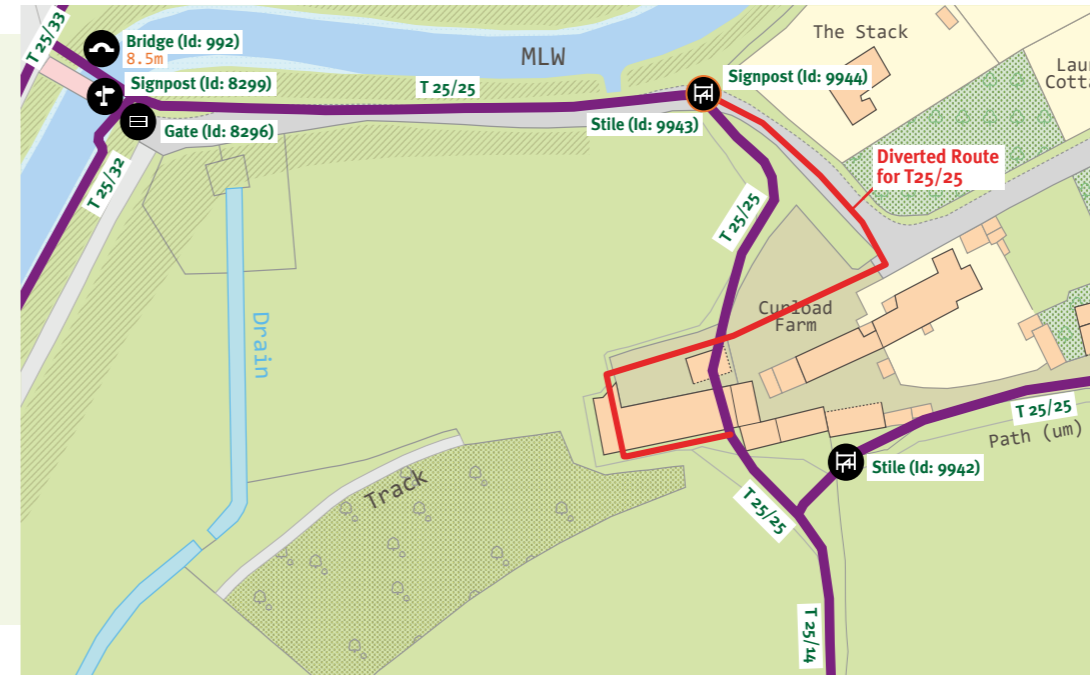 T 25/33
Bridge (Id: 992)
8.5m
MLW
The Stack
Signpost (Id: 8299)
T 25/25
Signpost (Id: 9944)
Gate (Id: 8296)
Stile (Id: 9943)
Diverted Route
for T25/25
T 25/32
T 25/25
Drain
Curload
Farm
T 25/25
Path (um)
Track
Stile (Id: 9942)
T 25/25
T 25/14